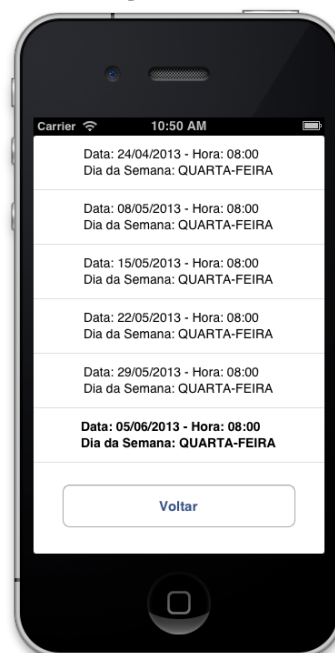 Carrier 10:50 AM
Data: 24/04/2013 - Hora: 08:00
Dia da Semana: QUARTA-FEIRA
Data: 08/05/2013 - Hora: 08:00
Dia da Semana: QUARTA-FEIRA
Data: 15/05/2013 - Hora: 08:00
Dia da Semana: QUARTA-FEIRA
Data: 22/05/2013 - Hora: 08:00
Dia da Semana: QUARTA-FEIRA
Data: 29/05/2013 - Hora: 08:00
Dia da Semana: QUARTA-FEIRA
Data: 05/06/2013 - Hora: 08:00
Dia da Semana: QUARTA-FEIRA
Voltar